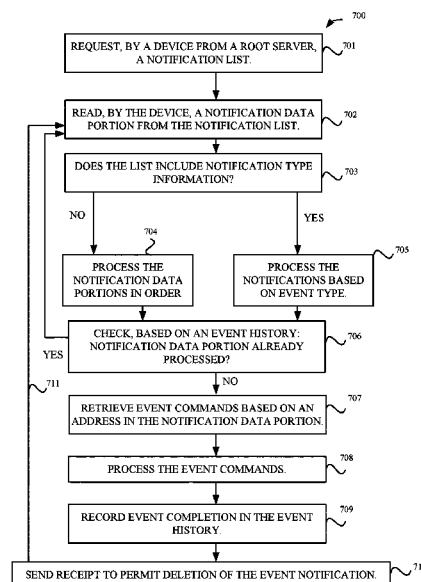 700
REQUEST, BY A DEVICE FROM A ROOT SERVER,
A NOTIFICATION LIST.
701
READ, BY THE DEVICE, A NOTIFICATION DATA
PORTION FROM THE NOTIFICATION LIST.
702
DOES THE LIST INCLUDE NOTIFICATION TYPE
INFORMATION?
703
NO
YES
704
705
PROCESS THE
NOTIFICATION DATA
PORTIONS IN ORDER
PROCESS THE
NOTIFICATIONS BASED
ON EVENT TYPE.
CHECK, BASED ON AN EVENT HISTORY:
NOTIFICATION DATA PORTION ALREADY
PROCESSED?
706
YES
NO
711
RETRIEVE EVENT COMMANDS BASED ON AN
ADDRESS IN THE NOTIFICATION DATA PORTION.
707
PROCESS THE EVENT COMMANDS.
708
RECORD EVENT COMPLETION IN THE EVENT
HISTORY.
709
SEND RECEIPT TO PERMIT DELETION OF THE EVENT NOTIFICATION.
71